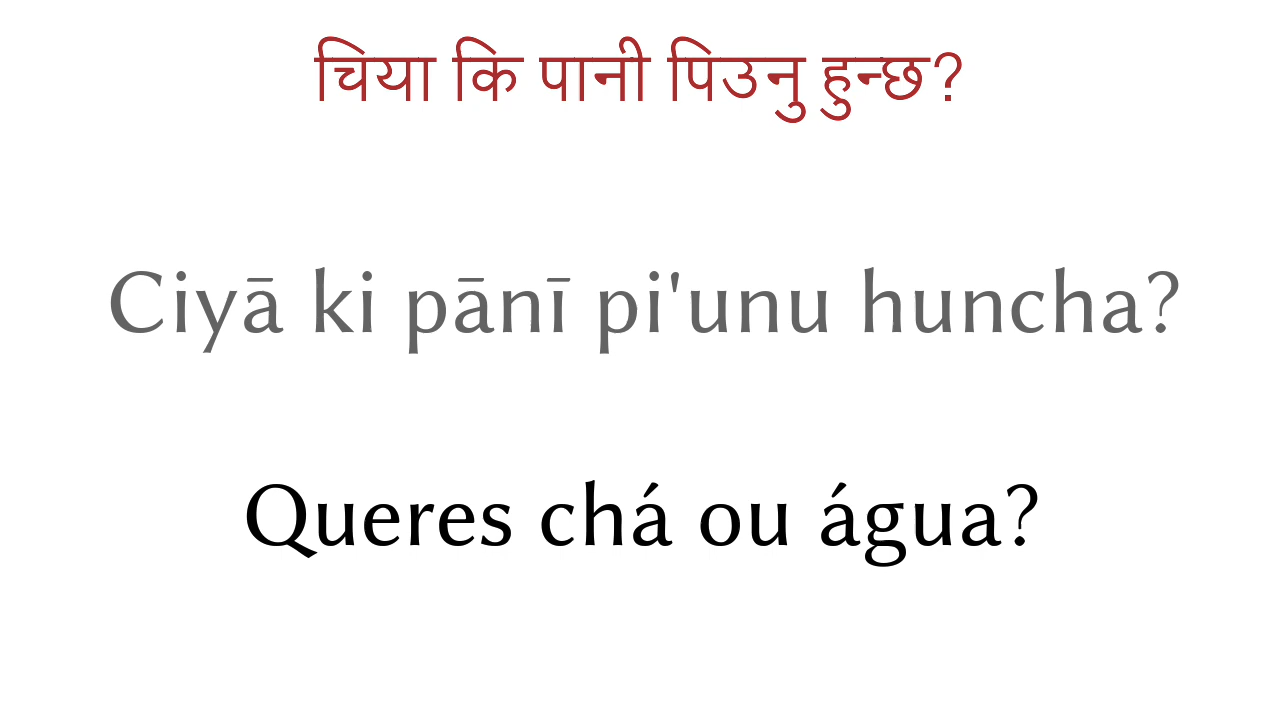 चिया कि पानी पिउनु हुन्छ?
Ciyā ki pānī pi'unu huncha?
Queres chá ou água?